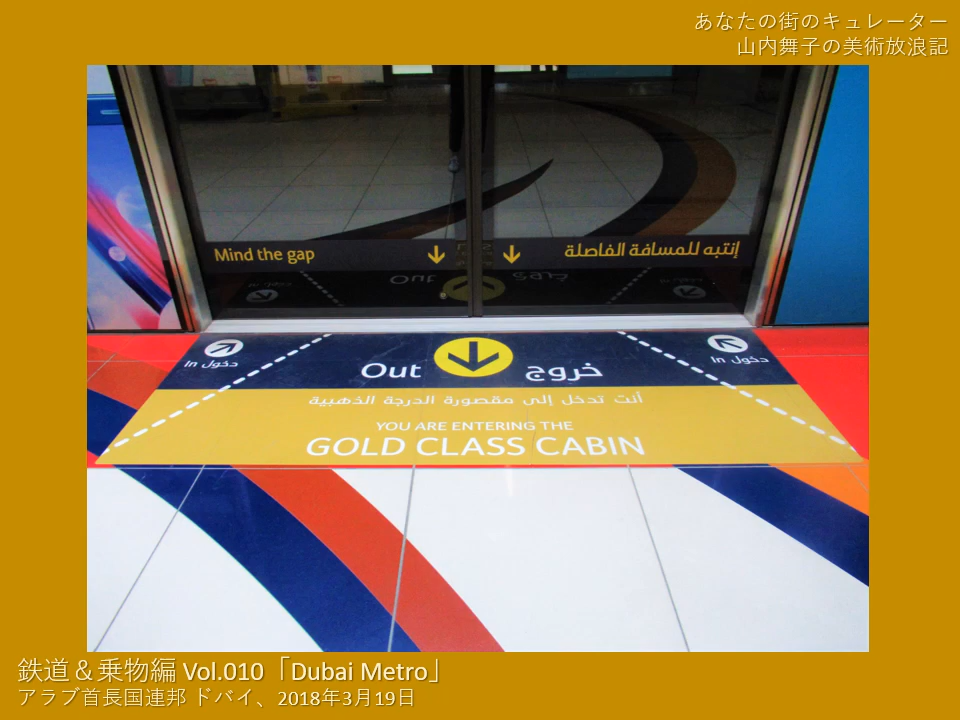 あなたの街のキュレーター
山内舞子の美術放浪記
Mind the gap
إنتبه للمسافة الفاصلة
In دخول
Out
خروج
In دخول
أنت تدخل إلى مقصورة الدرجة الذهبية
YOU ARE ENTERING THE
GOLD CLASS CABIN
鉄道＆乗物編 Vol.010「Dubai Metro」
アラブ首長国連邦 ドバイ、2018年3月19日